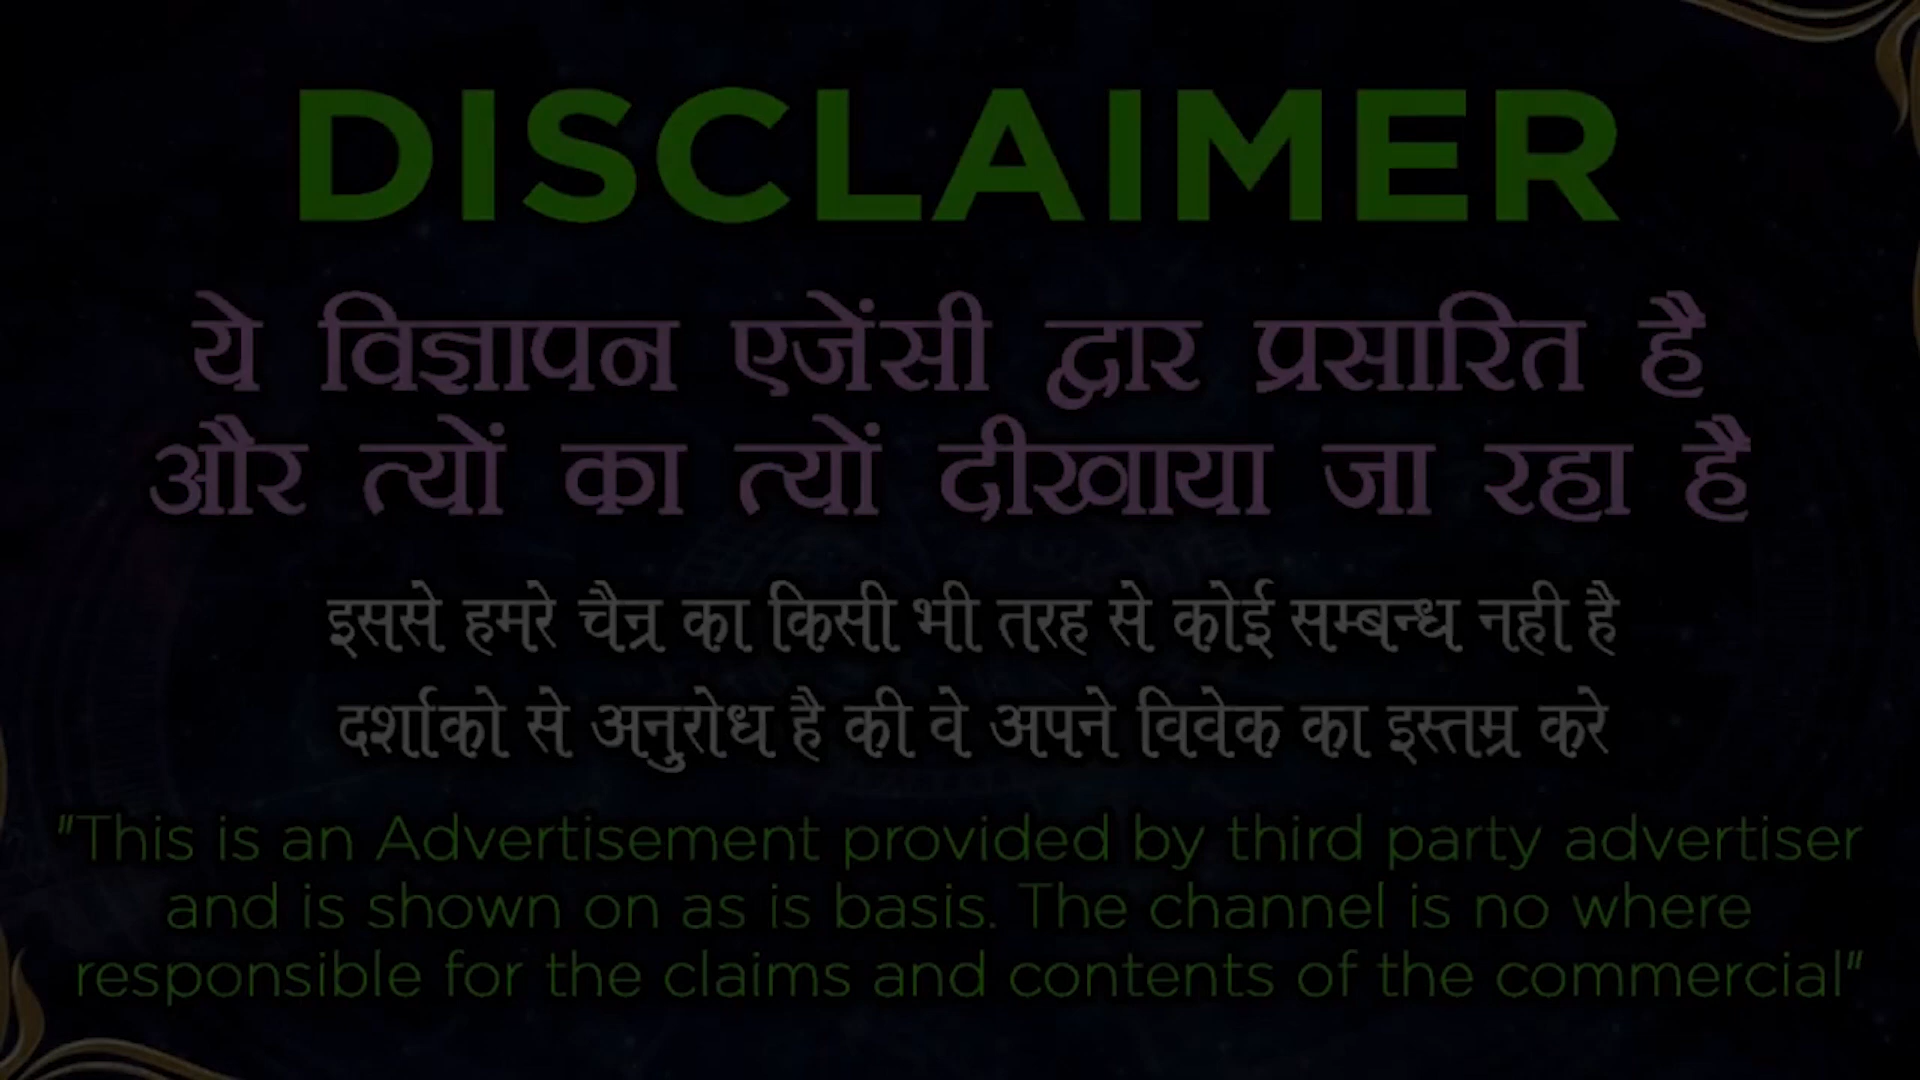 DISCLAIMER
ये विज्ञापन एजेंसी द्वार प्रसारित है
और त्यों का त्यों दीखाया जा रहा है
इससे हमरे चैन्र का किसी भी तरह से कोई सम्बन्ध नही है
दर्शाको से अनुरोध है की वे अपने विवेक का इस्तम्र करे
"This is an Advertisement provided by third party advertiser
and is shown on as is basis. The channel is no where
responsible for the claims and contents of the commercial"